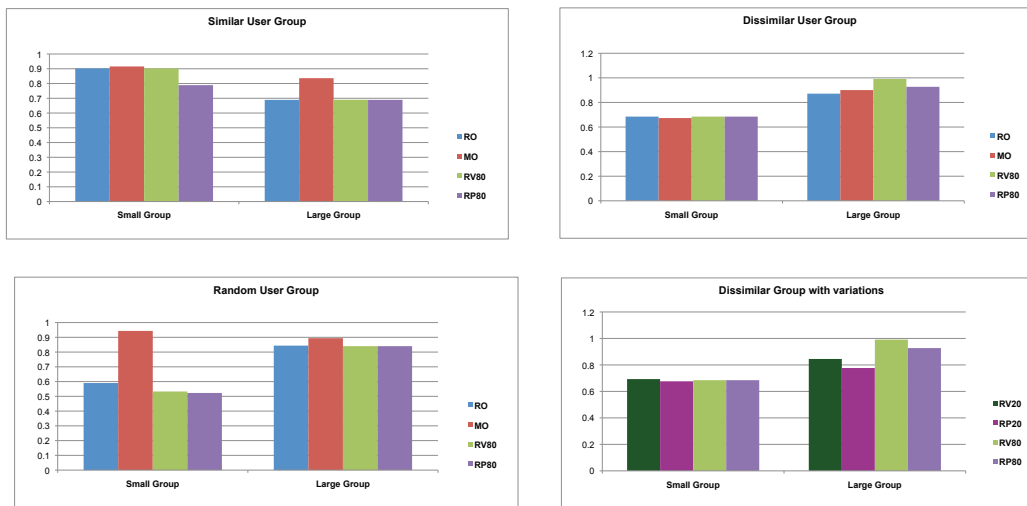 Similar User Group
1
0.9
0.8
0.7
0.6
0.5
0.4
0.3
0.2
0.1
0
Small Group Large Group
RO
MO
RV80
RP80
Dissimilar User Group
1.2
1
0.8
0.6
0.4
0.2
0
Small Group Large Group
RO
MO
RV80
RP80
Random User Group
1
0.9
0.8
0.7
0.6
0.5
0.4
0.3
0.2
0.1
0
Small Group Large Group
RO
MO
RV80
RP80
Dissimilar Group with variations
1.2
1
0.8
0.6
0.4
0.2
0
Small Group Large Group
RV20
RP20
RV80
RP80